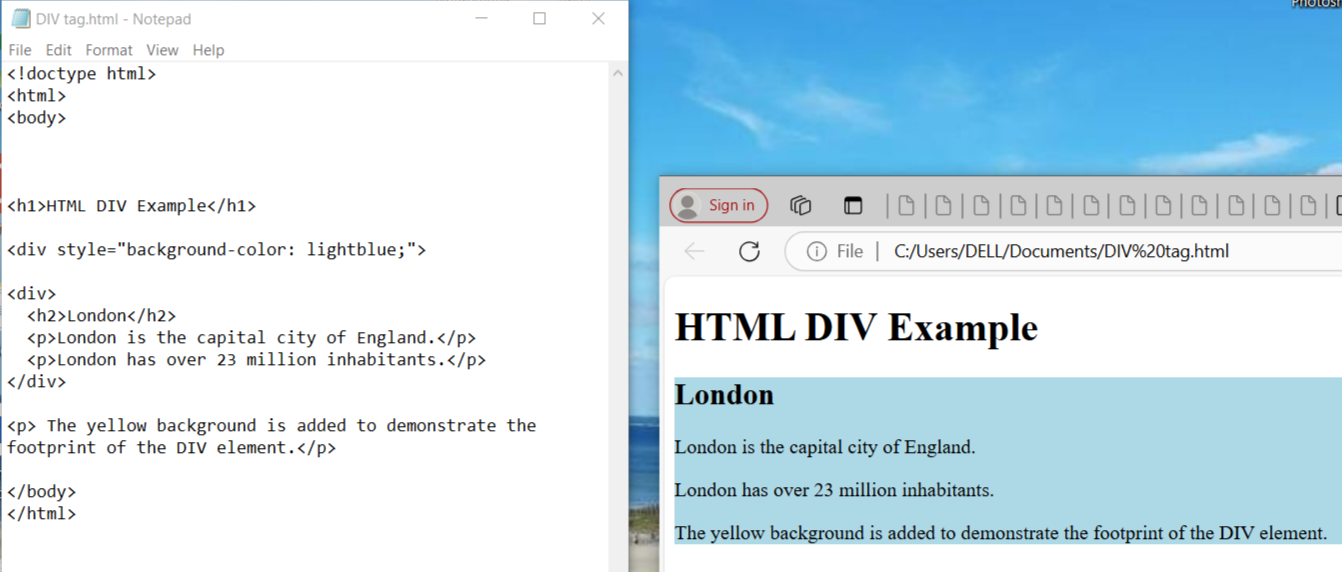 DIV tag.html - Notepad
File Edit Format View Help
<!doctype html>
<html>
<body>
<h1>HTML DIV Example</h1>
<div style="background-color: lightblue;">
<div>
<h2>London</h2>
<p>London is the capital city of England.</p>
<p>London has over 23 million inhabitants.</p>
</div>
<p> The yellow background is added to demonstrate the
footprint of the DIV element.</p>
</body>
</html>
Sign in
File | C:/Users/DELL/Documents/DIV%20tag.html
HTML DIV Example
London
London is the capital city of England.
London has over 23 million inhabitants.
The yellow background is added to demonstrate the footprint of the DIV element.